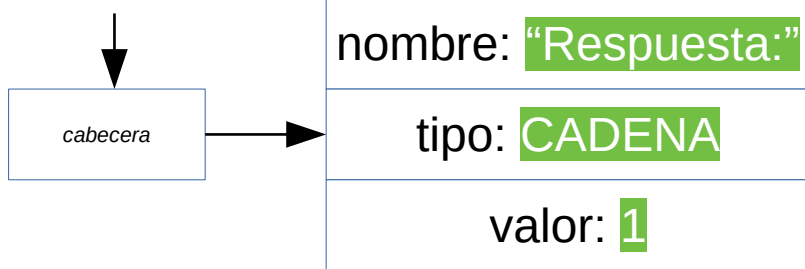 nombre: “Respuesta:”
cabecera
tipo: CADENA
valor: 1